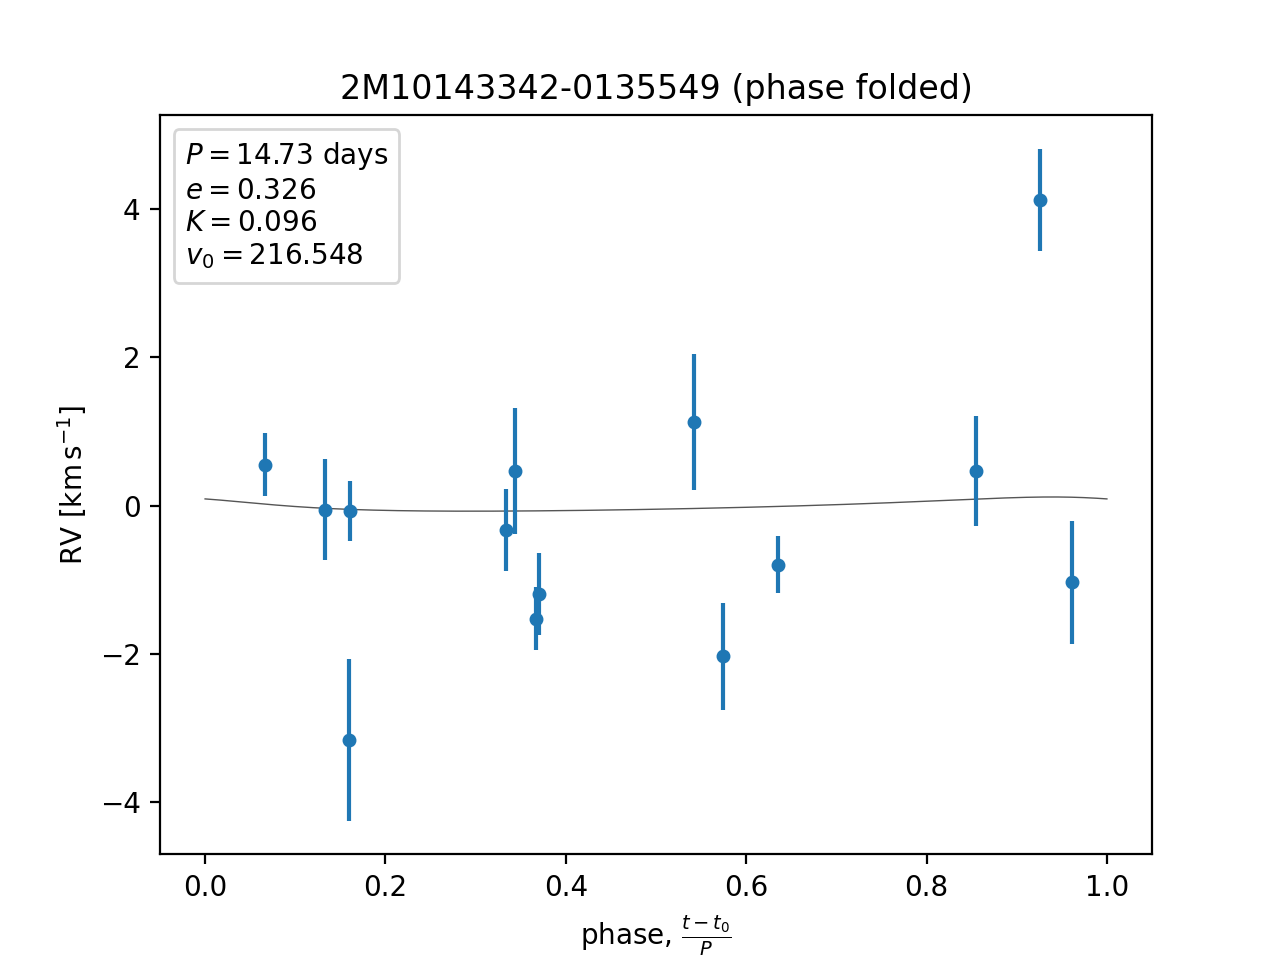 2M10143342-0135549 (phase folded)
P = 14.73 days
e = 0.326
K = 0.096
v₀ = 216.548
RV [km s⁻¹]
4
2
0
−2
−4
0.0 0.2 0.4 0.6 0.8 1.0
phase, (t − t₀)/P